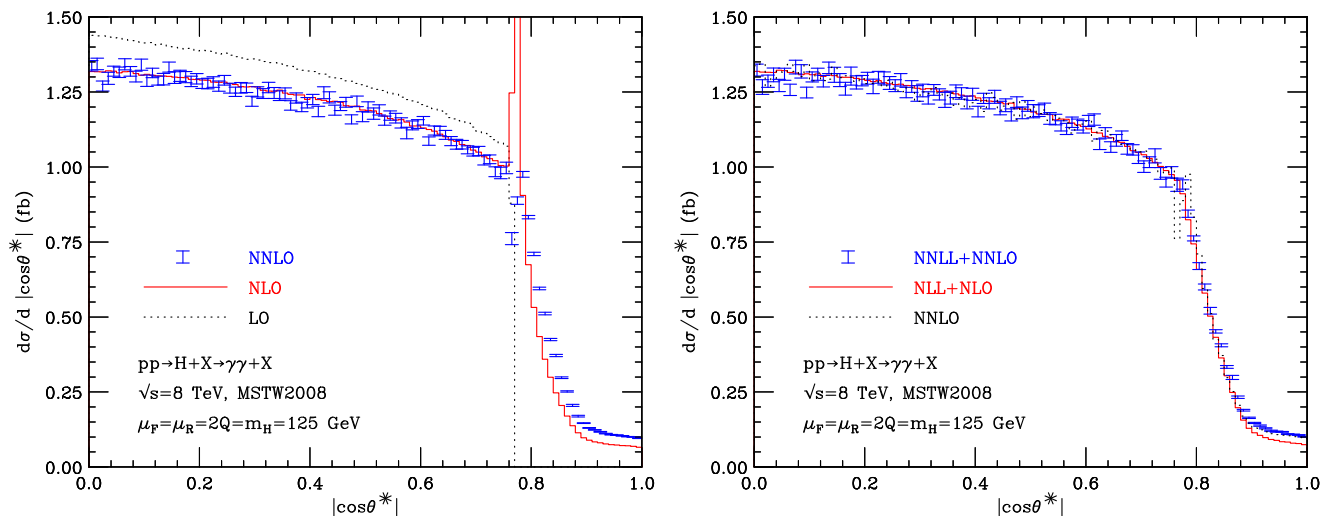 1.50
1.25
1.00
0.75
0.50
0.25
0.00
dσ/d |cosθ*| (fb)
NNLO
NLO
LO
pp→H+X→γγ+X
√s=8 TeV, MSTW2008
μF=μR=2Q=mH=125 GeV
0.0 0.2 0.4 0.6 0.8 1.0
|cosθ*|
1.50
1.25
1.00
0.75
0.50
0.25
0.00
dσ/d |cosθ*| (fb)
NNLL+NNLO
NLL+NLO
NNLO
pp→H+X→γγ+X
√s=8 TeV, MSTW2008
μF=μR=2Q=mH=125 GeV
0.0 0.2 0.4 0.6 0.8 1.0
|cosθ*|